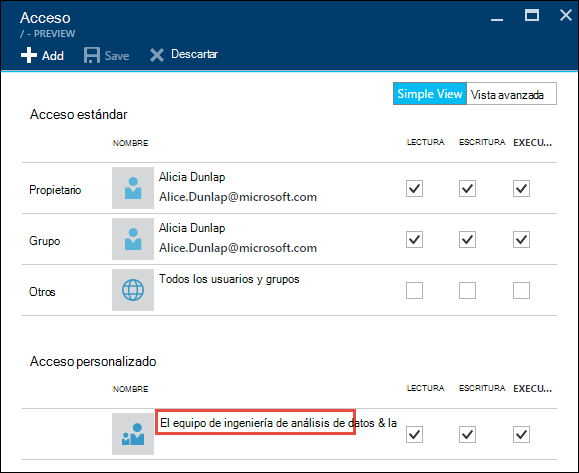 Acceso
/ - PREVIEW
Add Save Descartar
Simple View Vista avanzada
Acceso estándar
NOMBRE LECTURA ESCRITURA EXECU...
Propietario Alicia Dunlap
Alice.Dunlap@microsoft.com
Grupo Alicia Dunlap
Alice.Dunlap@microsoft.com
Otros Todos los usuarios y grupos
Acceso personalizado
NOMBRE LECTURA ESCRITURA EXECU...
El equipo de ingeniería de análisis de datos & la